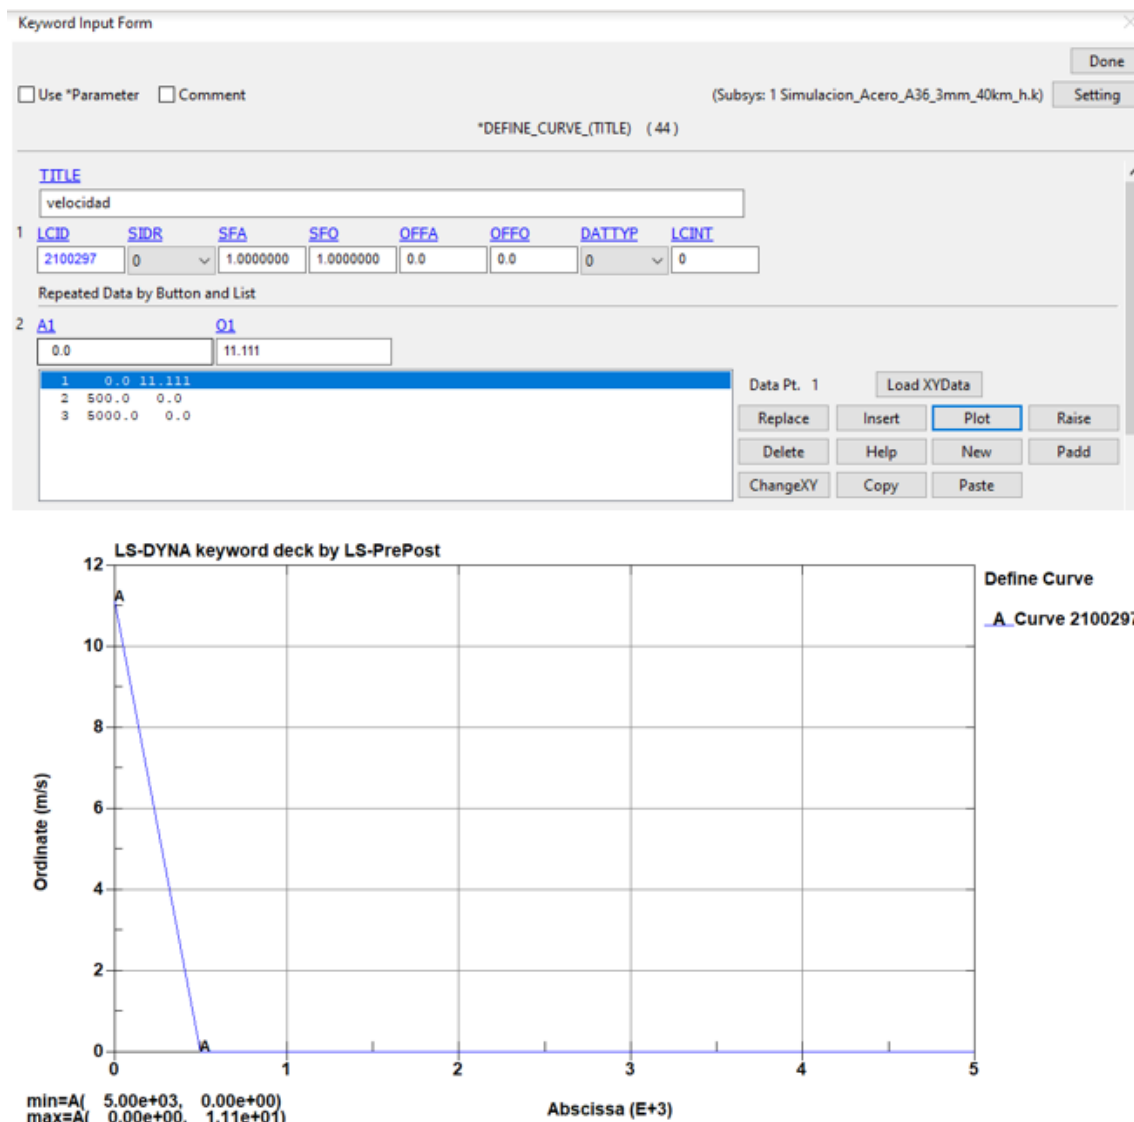 Keyword Input Form
Done
Use *Parameter Comment (Subsys: 1 Simulacion_Acero_A36_3mm_40km_h.k) Setting
*DEFINE_CURVE_(TITLE) (44)
TITLE
velocidad
1 LCID SIDR SFA SFO OFFA OFFO DATTYP LCINT
2100297 0 1.0000000 1.0000000 0.0 0.0 0 0
Repeated Data by Button and List
2 A1 O1
0.0 11.111
1 0.0 11.111
2 500.0 0.0
3 5000.0 0.0
Data Pt. 1 Load XYData
Replace Insert Plot Raise
Delete Help New Padd
ChangeXY Copy Paste
LS-DYNA keyword deck by LS-PrePost
12
10
8
6
4
2
0
Ordinate (m/s)
A
A
0 1 2 3 4 5
Abscissa (E+3)
min=A( 5.00e+03, 0.00e+00)
max=A( 0.00e+00, 1.11e+01)
Define Curve
A Curve 2100297